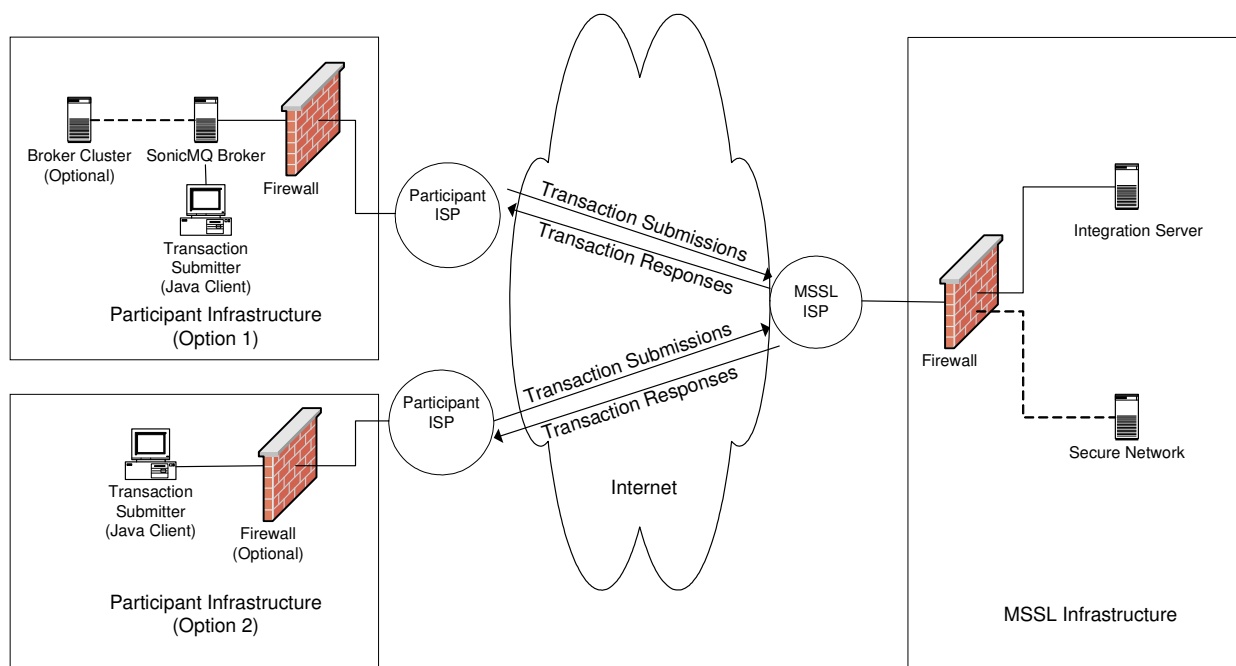 Broker Cluster
(Optional)
SonicMQ Broker
Firewall
Transaction
Submitter
(Java Client)
Participant Infrastructure
(Option 1)
Participant
ISP
Transaction Submissions
Transaction Responses
MSSL
ISP
Transaction Submissions
Transaction Responses
Participant
ISP
Transaction
Submitter
(Java Client)
Firewall
(Optional)
Participant Infrastructure
(Option 2)
Internet
Integration Server
Firewall
Secure Network
MSSL Infrastructure